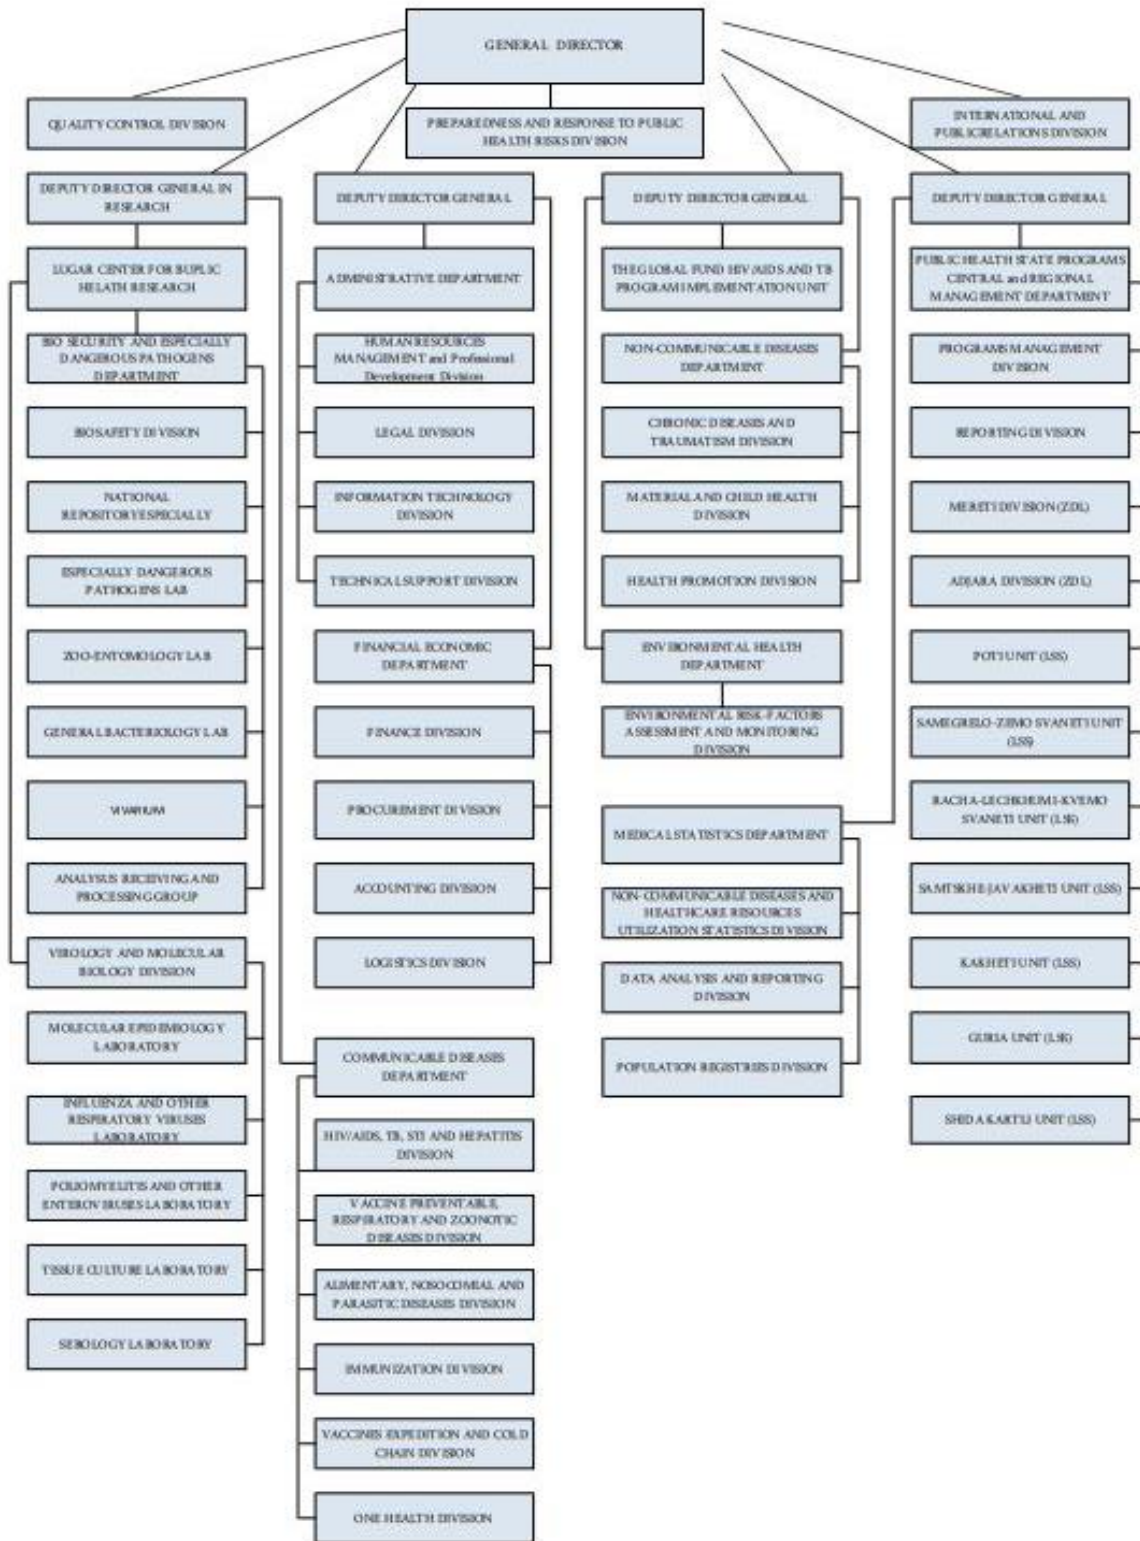 GENERAL DIRECTOR
QUALITY CONTROL DIVISION
PREPAREDNESS AND RESPONSE TO PUBLIC
HEALTH RISKS DIVISION
INTERNATIONAL AND
PUBLIC RELATIONS DIVISION
DEPUTY DIRECTOR GENERAL IN
RESEARCH
LUGAR CENTER FOR BUPLIC
HELATH RESEARCH
BIO SECURITY AND ESPECIALLY
DANGEROUS PATHOGENS
DEPARTMENT
BIOSAFETY DIVISION
NATIONAL
REPOSITORY ESPECIALLY
ESPECIALLY DANGEROUS
PATHOGENS LAB
ZOO-ENTOMOLOGY LAB
GENERAL BACTERIOLOGY LAB
VIVARIUM
ANALYSUS RECEIVING AND
PROCESSING GROUP
VIROLOGY AND MOLECULAR
BIOLOGY DIVISION
MOLECULAR EPIDEMIOLOGY
LABORATORY
INFLUENZA AND OTHER
RESPIRATORY VIRUSES
LABORATORY
POLIOMYELITIS AND OTHER
ENTEROVIRUSES LABORATORY
TISSUE CULTURE LABORATORY
SEROLOGY LABORATORY
DEPUTY DIRECTOR GENERAL
ADMINISTRATIVE DEPARTMENT
HUMAN RESOURCES
MANAGEMENT and Professional
Development Division
LEGAL DIVISION
INFORMATION TECHNOLOGY
DIVISION
TECHNICAL SUPPORT DIVISION
FINANCIAL ECONOMIC
DEPARTMENT
FINANCE DIVISION
PROCUREMENT DIVISION
ACCOUNTING DIVISION
LOGISTICS DIVISION
COMMUNICABLE DISEASES
DEPARTMENT
HIV/AIDS, TB, STI AND HEPATITIS
DIVISION
VACCINE PREVENTABLE,
RESPIRATORY AND ZOONOTIC
DISEASES DIVISION
ALIMENTARY, NOSOCOMIAL AND
PARASITIC DISEASES DIVISION
IMMUNIZATION DIVISION
VACCINES EXPEDITION AND COLD
CHAIN DIVISION
ONE HEALTH DIVISION
DEPUTY DIRECTOR GENERAL
THE GLOBAL FUND HIV/AIDS AND TB
PROGRAM IMPLEMENTATION UNIT
NON-COMMUNICABLE DISEASES
DEPARTMENT
CHRONIC DISEASES AND
TRAUMATISM DIVISION
MATERIAL AND CHILD HEALTH
DIVISION
HEALTH PROMOTION DIVISION
ENVIRONMENTAL HEALTH
DEPARTMENT
ENVIRONMENTAL RISK-FACTORS
ASSESSMENT AND MONITORING
DIVISION
MEDICAL STATISTICS DEPARTMENT
NON-COMMUNICABLE DISEASES AND
HEALTHCARE RESOURCES
UTILIZATION STATISTICS DIVISION
DATA ANALYSIS AND REPORTING
DIVISION
POPULATION REGISTRIES DIVISION
DEPUTY DIRECTOR GENERAL
PUBLIC HEALTH STATE PROGRAMS
CENTRAL and REGIONAL
MANAGEMENT DEPARTMENT
PROGRAMS MANAGEMENT
DIVISION
REPORTING DIVISION
MERETI DIVISION (ZDL)
ADJARA DIVISION (ZDL)
POTI UNIT (LSS)
SAMEGRELO-ZEMO SVANETI UNIT
(LSS)
RACHA-LECHKHUMI-KVEMO
SVANETI UNIT (LSR)
SAMTSKHE-JAVAKHETI UNIT (LSS)
KAKHETI UNIT (LSS)
GURIA UNIT (LSR)
SHIDA KARTLI UNIT (LSS)